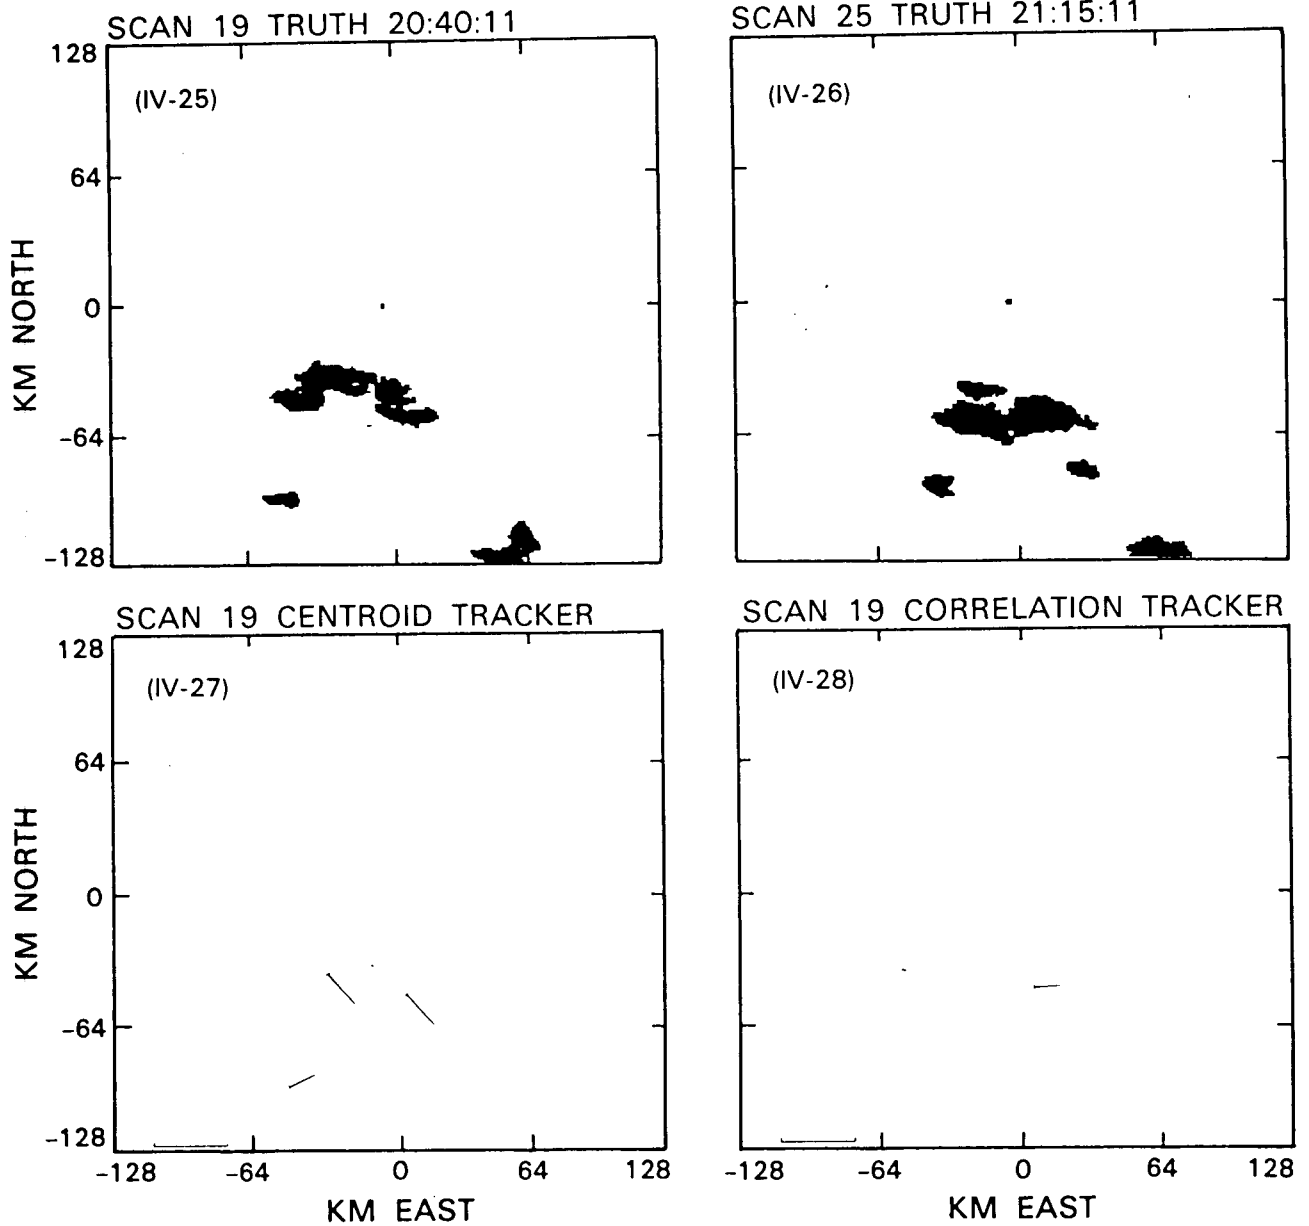 SCAN 19 TRUTH 20:40:11
SCAN 25 TRUTH 21:15:11
128
(IV-25)
(IV-26)
64
KM NORTH
0
-64
-128
SCAN 19 CENTROID TRACKER
SCAN 19 CORRELATION TRACKER
128
(IV-27)
(IV-28)
64
KM NORTH
0
-64
-128
-128 -64 0 64 128
-128 -64 0 64 128
KM EAST
KM EAST